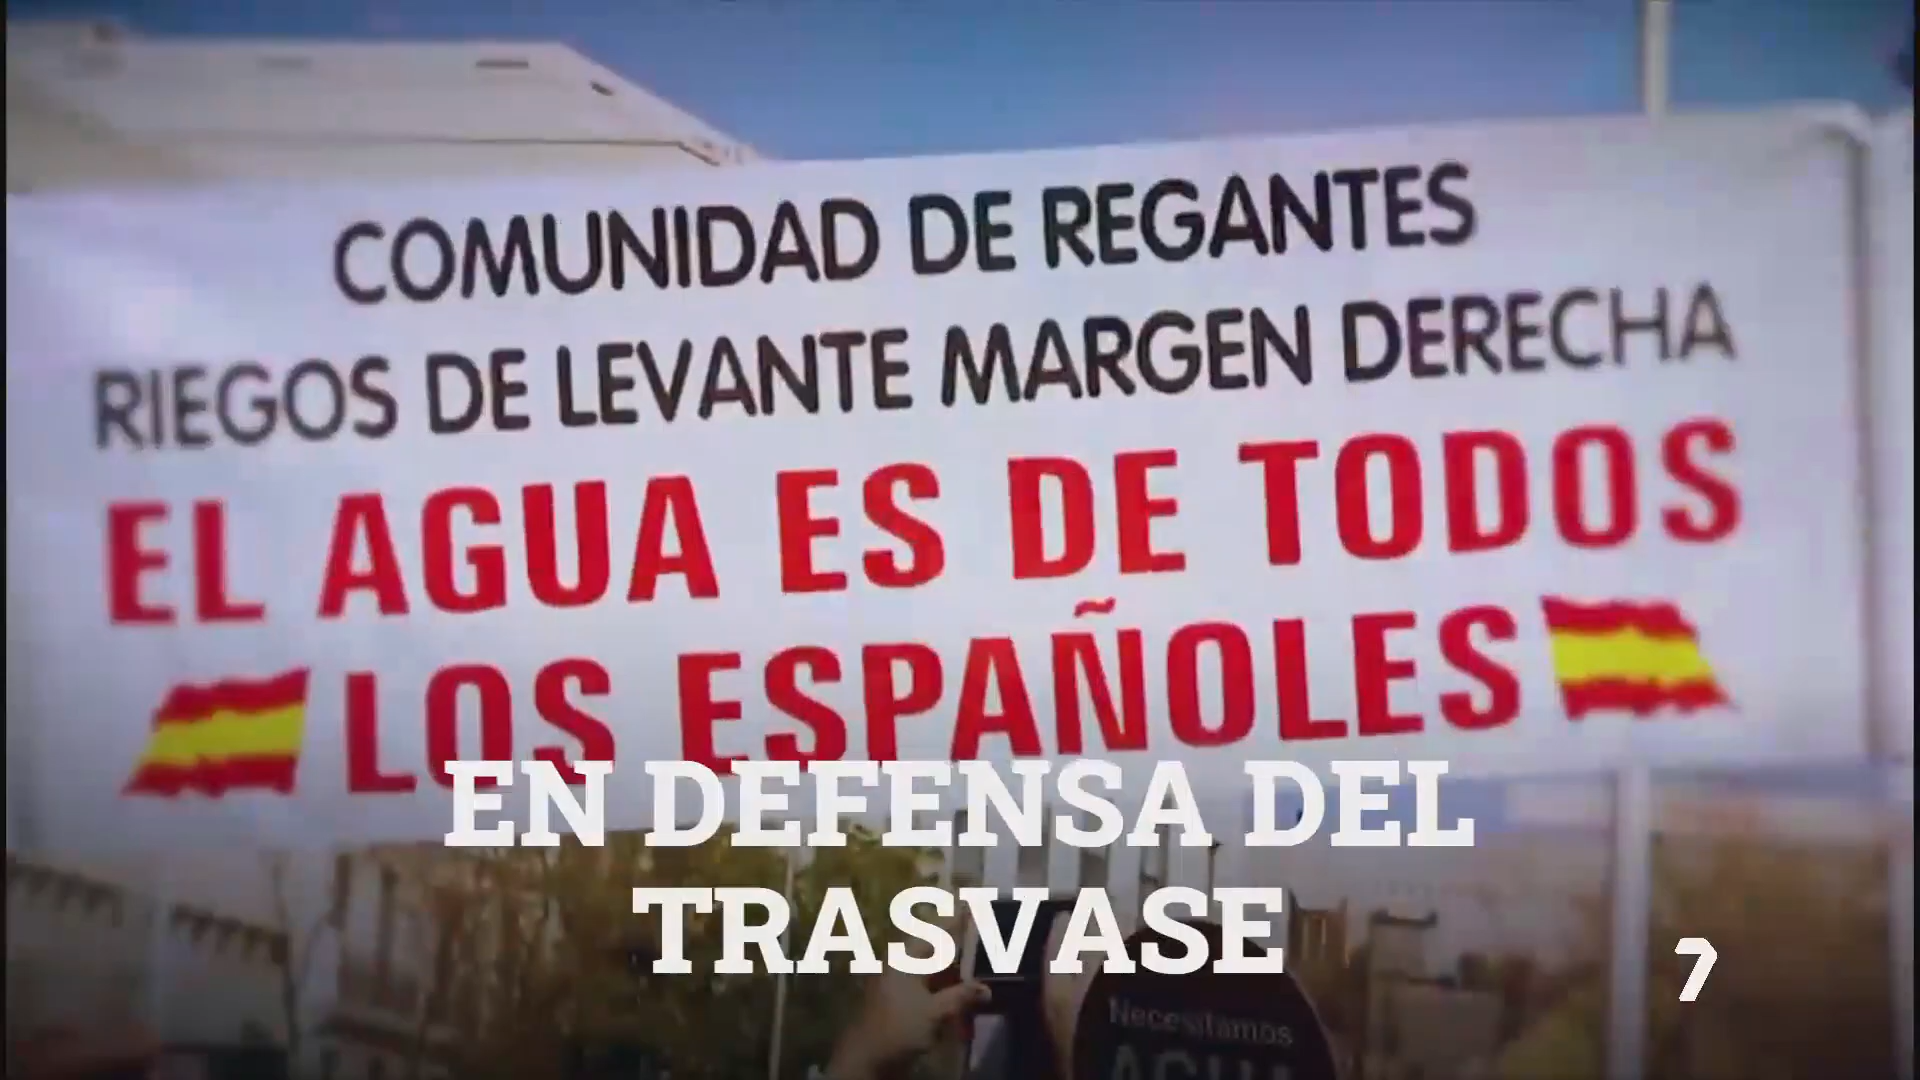 COMUNIDAD DE REGANTES
RIEGOS DE LEVANTE MARGEN DERECHA
EL AGUA ES DE TODOS
LOS ESPAÑOLES
EN DEFENSA DEL
TRASVASE
7
Necesitamos
AGUA